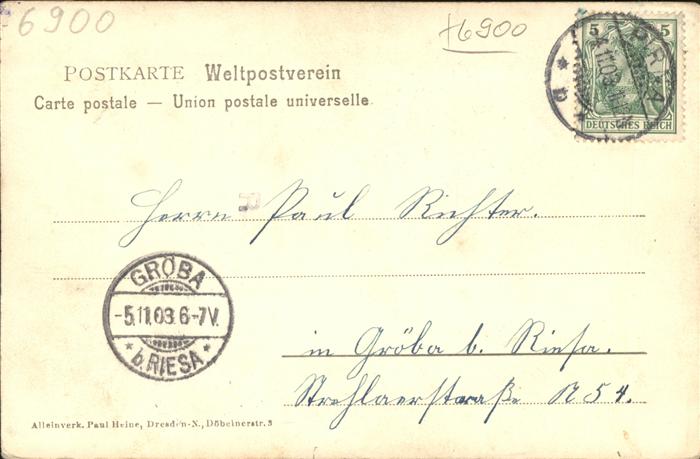 6900
+6900
5 5
DEUTSCHES REICH
POSTKARTE Weltpostverein
Carte postale — Union postale universelle
Herrn Paul Richter.
GRÖBA
-5.11.03.6-7V.
* b. RIESA *
in Gröba b. Riesa.
Strehlaerstraße N 54.
Alleinverk. Paul Heine, Dresden-N., Döbelnerstr. 3